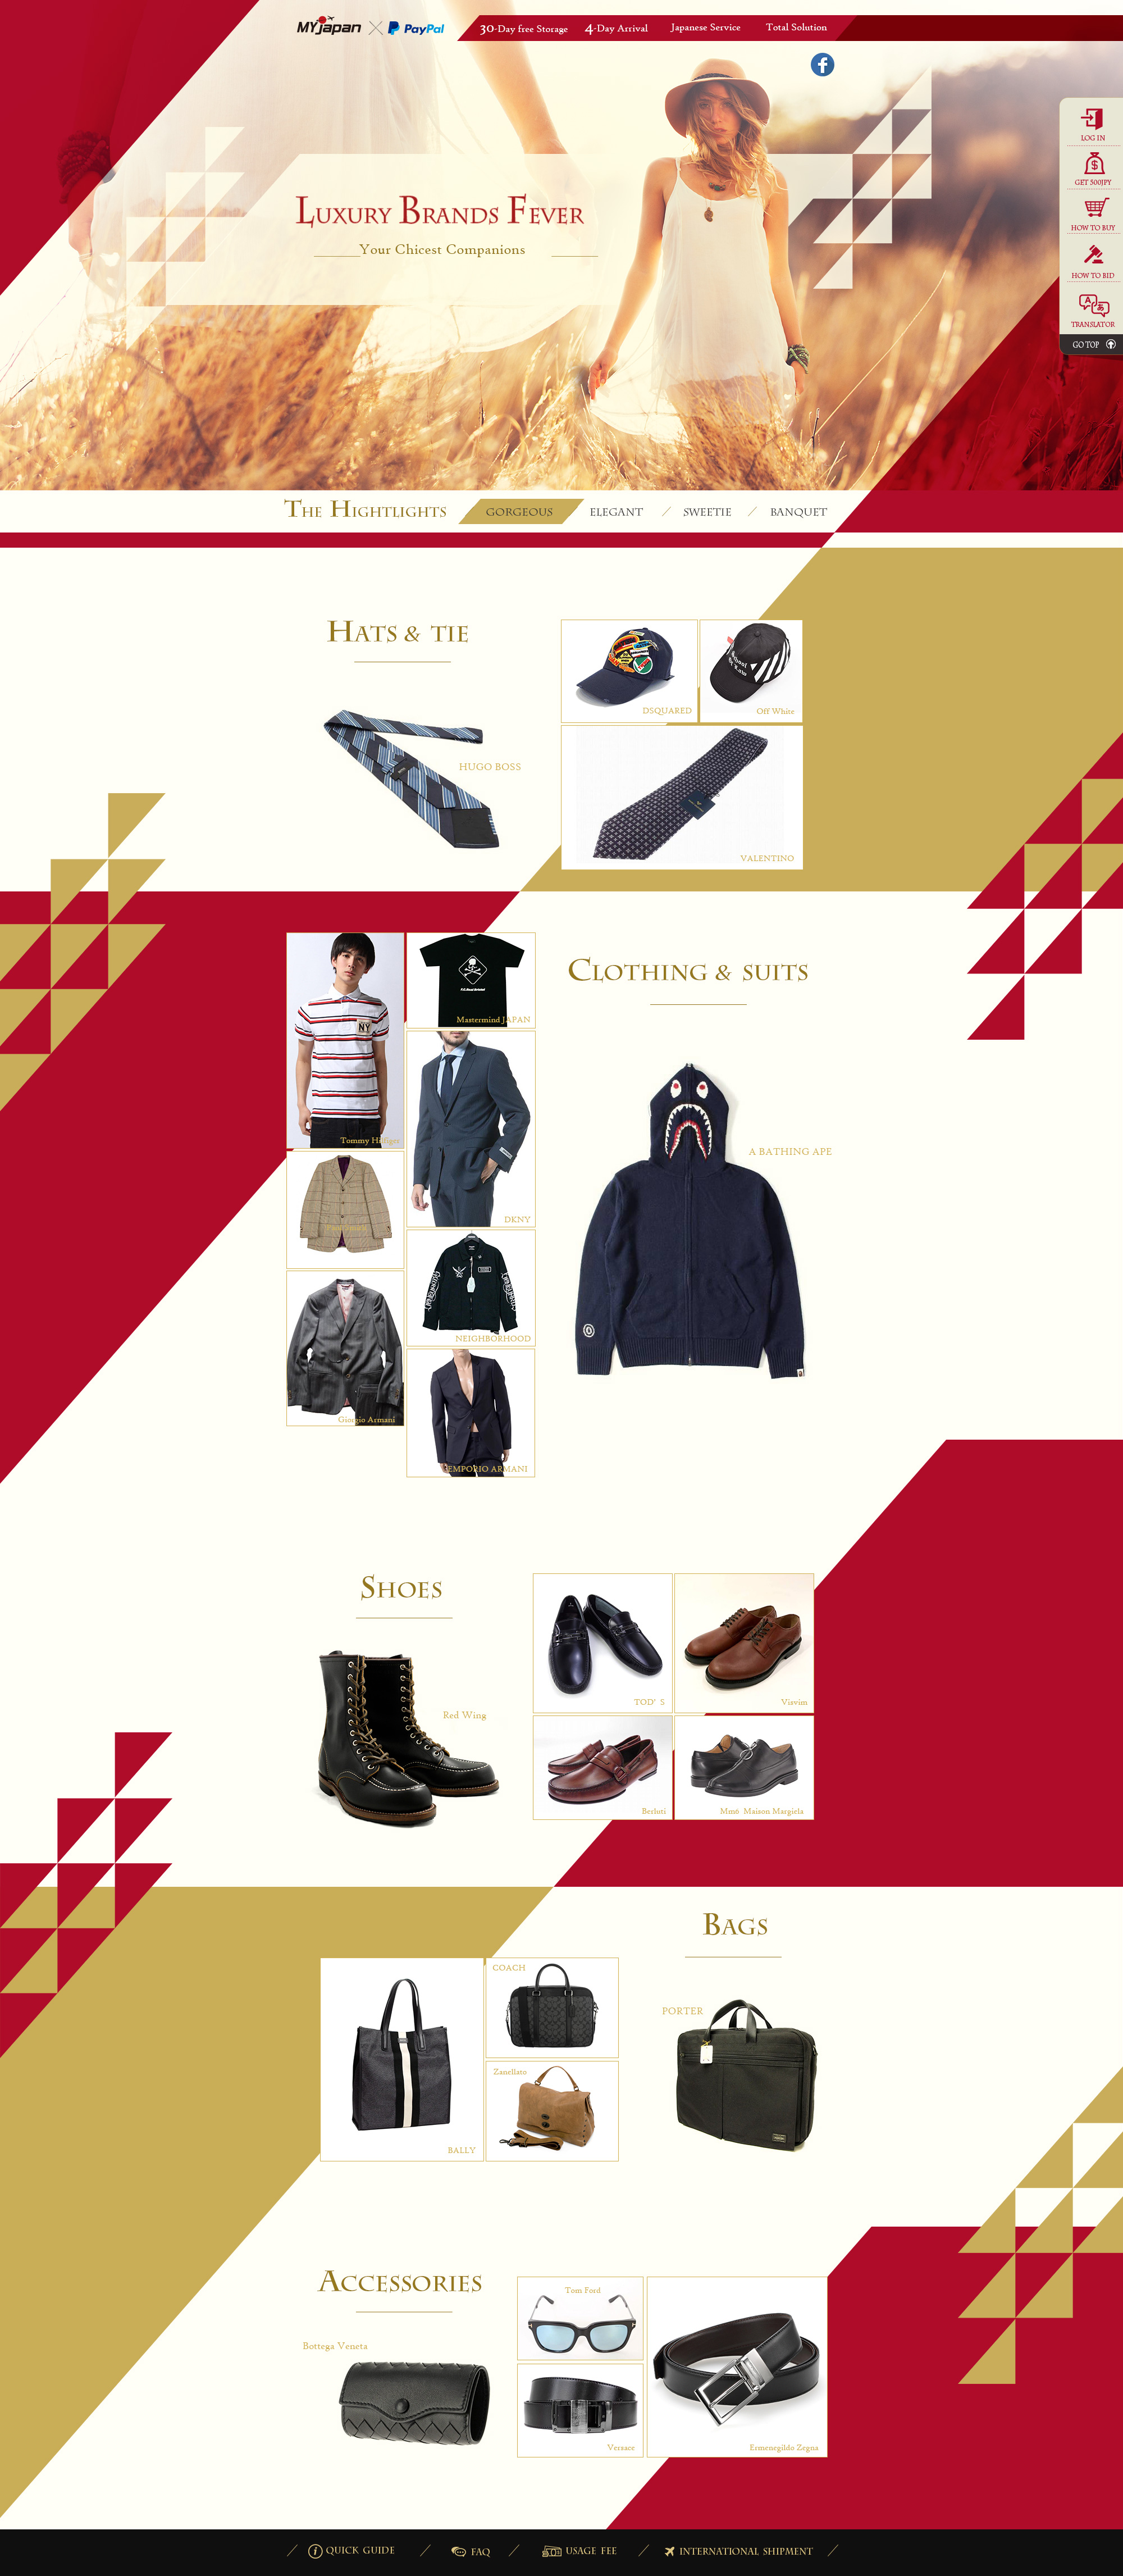 MYJapan × PayPal
30-Day free Storage 4-Day Arrival Japanese Service Total Solution
LOG IN
GET 500JPY
HOW TO BUY
HOW TO BID
TRANSLATOR
GO TOP
LUXURY BRANDS FEVER
Your Chicest Companions
THE HIGHTLIGHTS GORGEOUS ELEGANT / SWEETIE / BANQUET
HATS & TIE
HUGO BOSS
DSQUARED
Off White
VALENTINO
CLOTHING & SUITS
NY
Tommy Hilfiger
Mastermind JAPAN
DKNY
NEIGHBORHOOD
Giorgio Armani
EMPORIO ARMANI
A BATHING APE
SHOES
Red Wing
TOD'S
Visvim
Berluti
Mm6 Maison Margiela
BAGS
COACH
Zanellato
BALLY
PORTER
ACCESSORIES
Bottega Veneta
Tom Ford
Versace
Ermenegildo Zegna
/ QUICK GUIDE / FAQ / USAGE FEE / INTERNATIONAL SHIPMENT /